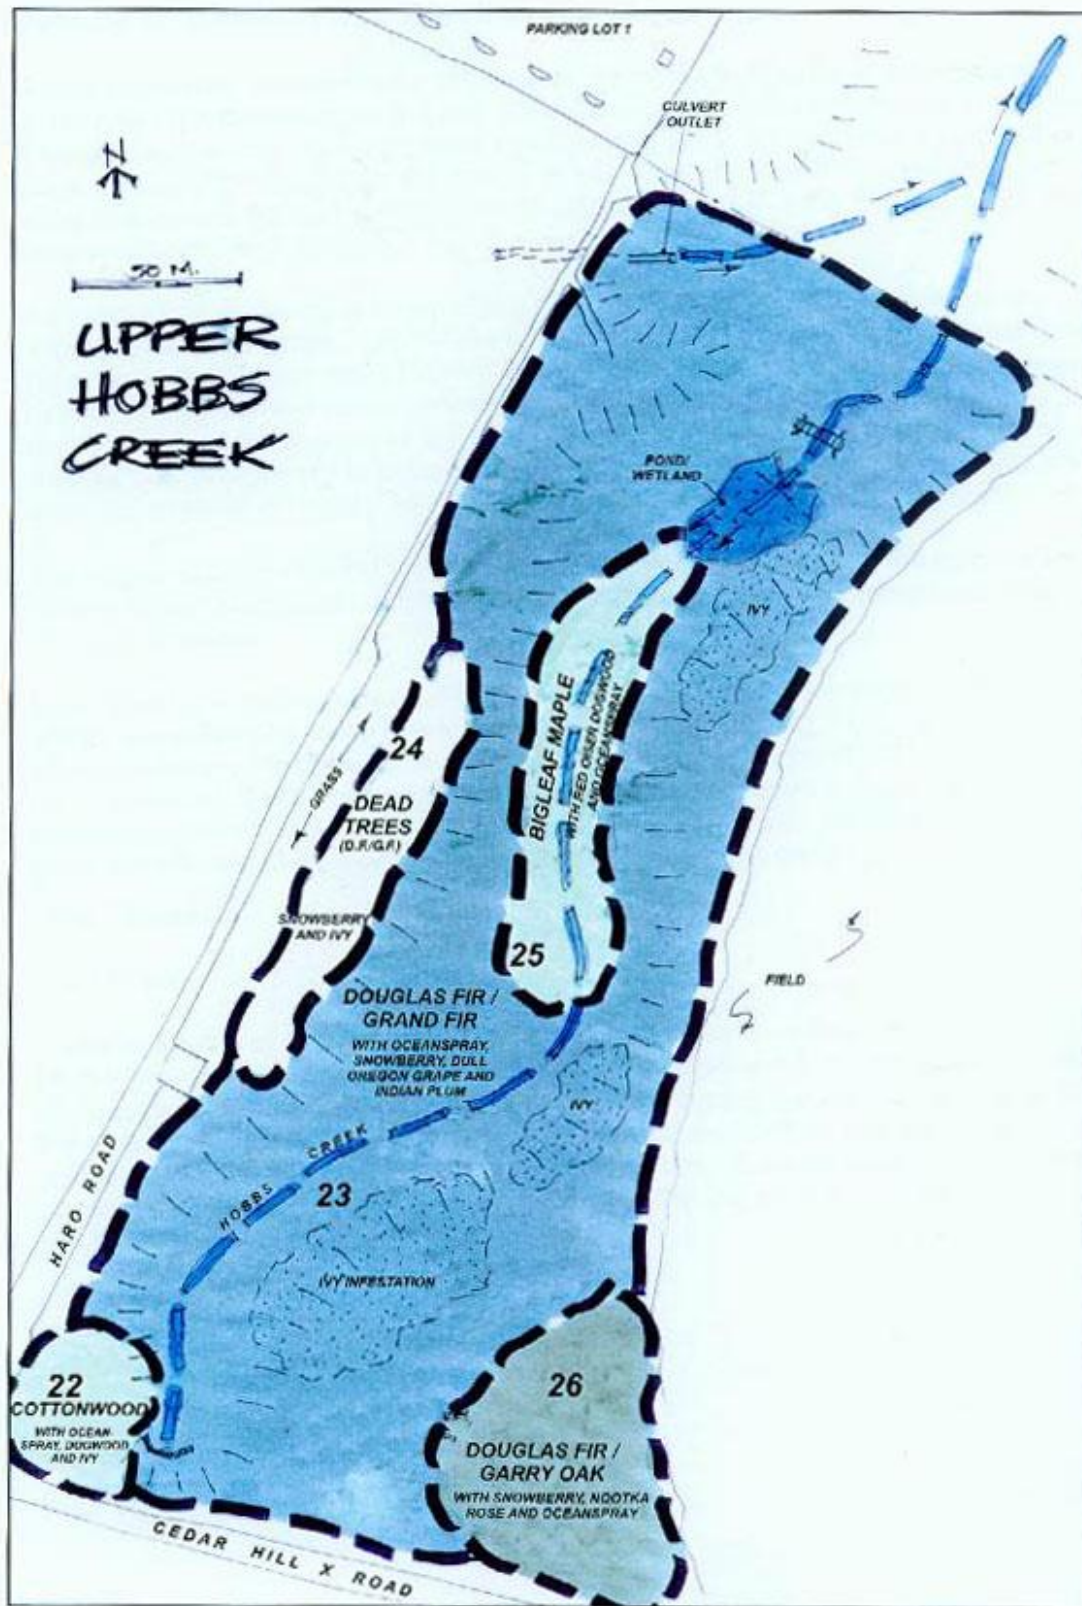 PARKING LOT 1
CULVERT
OUTLET
N
50 M.
UPPER
HOBBS
CREEK
POND/
WETLAND
IVY
BIGLEAF MAPLE
WITH RED OSIER DOGWOOD
AND OCEANSPRAY
24
GRASS
DEAD
TREES
(D.F./G.F.)
SNOWBERRY
AND IVY
25
FIELD
DOUGLAS FIR /
GRAND FIR
WITH OCEANSPRAY,
SNOWBERRY, DULL
OREGON GRAPE AND
INDIAN PLUM
IVY
HOBBS CREEK
23
HARO ROAD
IVY INFESTATION
22
COTTONWOOD
WITH OCEAN-
SPRAY, DOGWOOD
AND IVY
26
DOUGLAS FIR /
GARRY OAK
WITH SNOWBERRY, NOOTKA
ROSE AND OCEANSPRAY
CEDAR HILL X ROAD